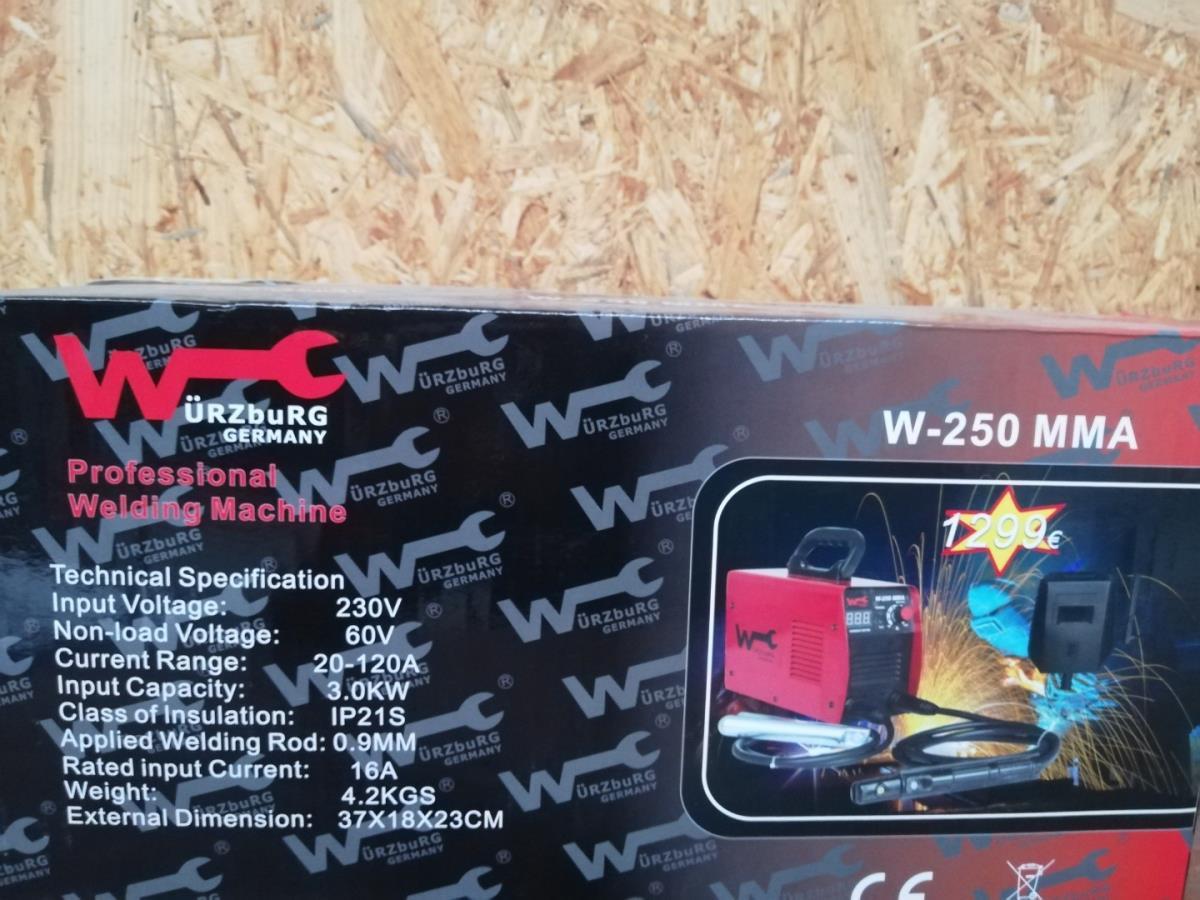 WÜRZbuRG
GERMANY
Professional
Welding Machine
Technical Specification
Input Voltage: 230V
Non-load Voltage: 60V
Current Range: 20-120A
Input Capacity: 3.0KW
Class of Insulation: IP21S
Applied Welding Rod: 0.9MM
Rated input Current: 16A
Weight: 4.2KGS
External Dimension: 37X18X23CM
W-250 MMA
1299€
CE